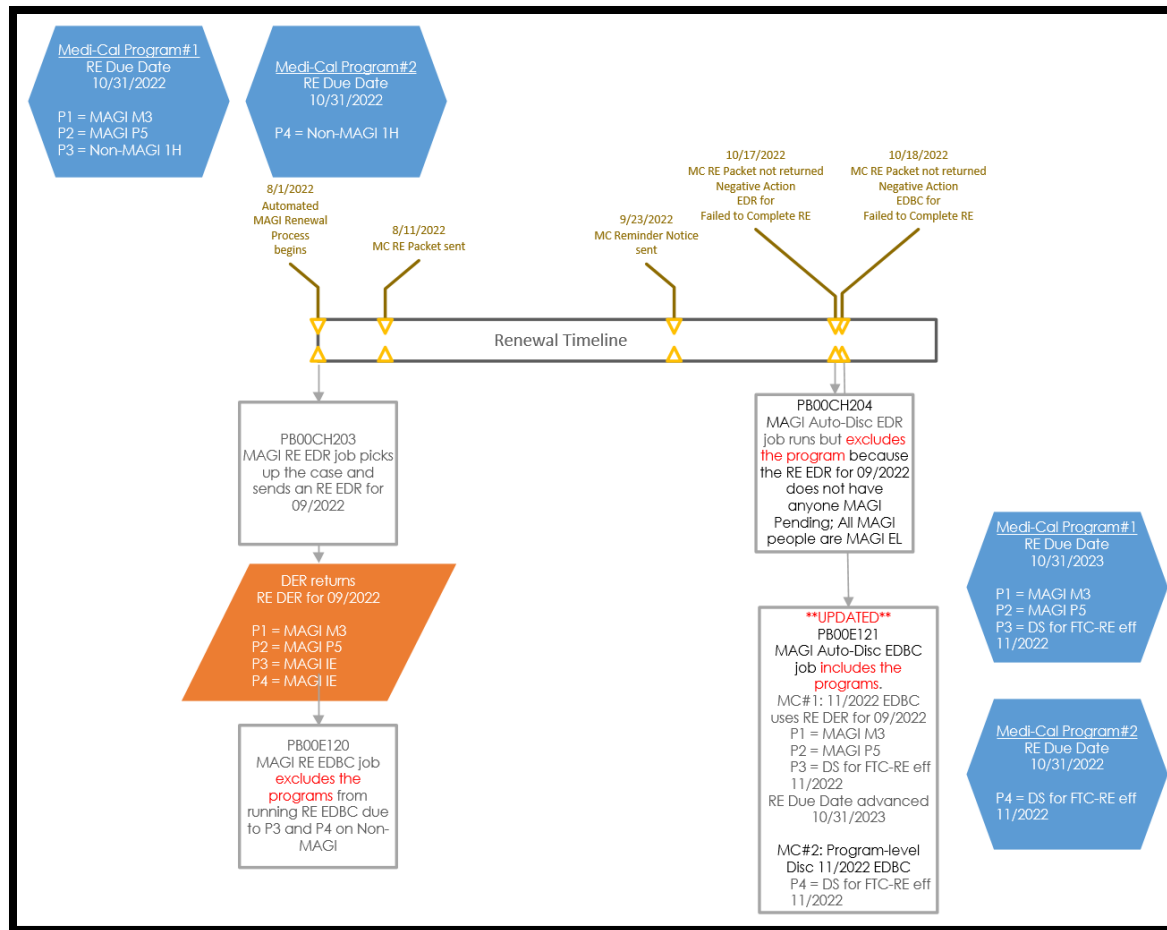 Medi-Cal Program#1
RE Due Date
10/31/2022
P1 = MAGI M3
P2 = MAGI P5
P3 = Non-MAGI 1H
Medi-Cal Program#2
RE Due Date
10/31/2022
P4 = Non-MAGI 1H
8/1/2022
Automated
MAGI Renewal
Process
begins
8/11/2022
MC RE Packet sent
9/23/2022
MC Reminder Notice
sent
10/17/2022
MC RE Packet not returned
Negative Action
EDR for
Failed to Complete RE
10/18/2022
MC RE Packet not returned
Negative Action
EDBC for
Failed to Complete RE
Renewal Timeline
PB00CH203
MAGI RE EDR job picks
up the case and
sends an RE EDR for
09/2022
DER returns
RE DER for 09/2022
P1 = MAGI M3
P2 = MAGI P5
P3 = MAGI IE
P4 = MAGI IE
PB00E120
MAGI RE EDBC job
excludes the
programs from
running RE EDBC due
to P3 and P4 on Non-
MAGI
PB00CH204
MAGI Auto-Disc EDR
job runs but excludes
the program because
the RE EDR for 09/2022
does not have
anyone MAGI
Pending; All MAGI
people are MAGI EL
**UPDATED**
PB00E121
MAGI Auto-Disc EDBC
job includes the
programs.
MC#1: 11/2022 EDBC
uses RE DER for 09/2022
P1 = MAGI M3
P2 = MAGI P5
P3 = DS for FTC-RE eff
11/2022
RE Due Date advanced
10/31/2023
MC#2: Program-level
Disc 11/2022 EDBC
P4 = DS for FTC-RE eff
11/2022
Medi-Cal Program#1
RE Due Date
10/31/2023
P1 = MAGI M3
P2 = MAGI P5
P3 = DS for FTC-RE eff
11/2022
Medi-Cal Program#2
RE Due Date
10/31/2022
P4 = DS for FTC-RE eff
11/2022